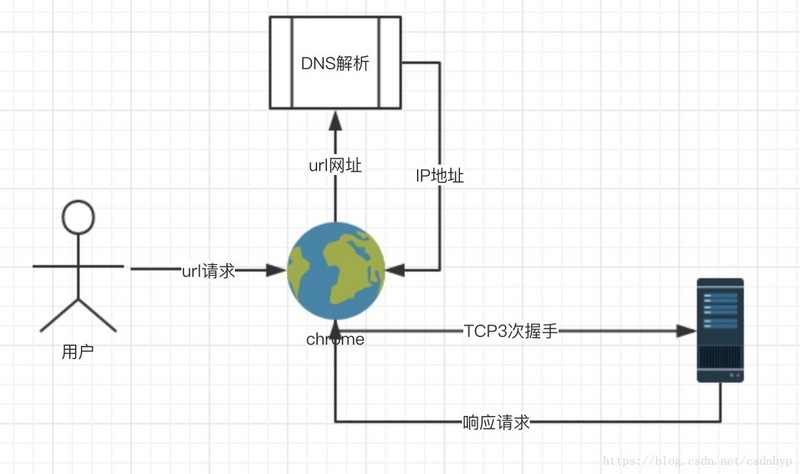 DNS解析
url网址
IP地址
url请求
用户
chrome
TCP3次握手
响应请求
https://blog.csdn.net/csdnhyp